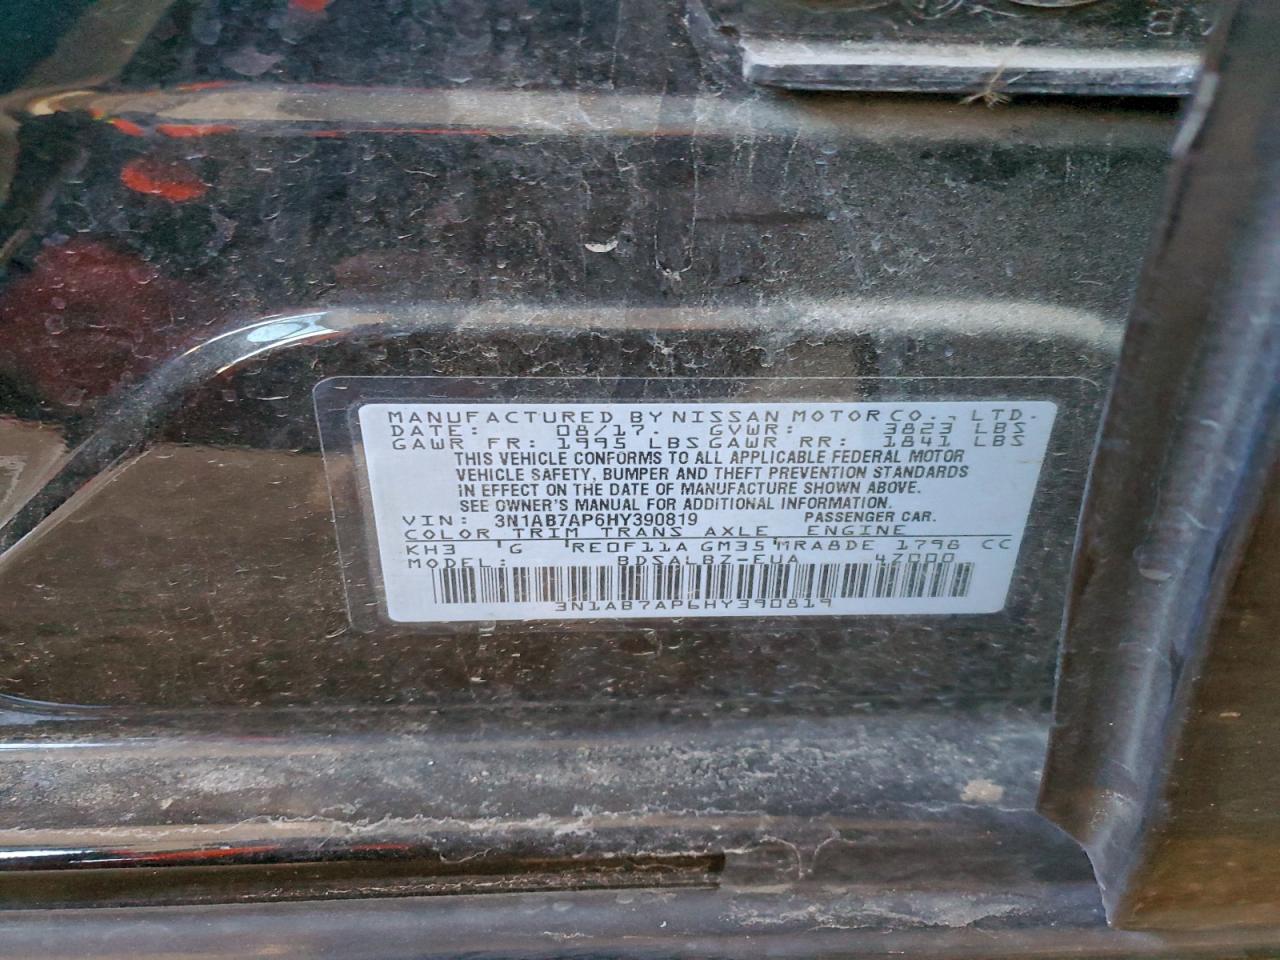 MANUFACTURED BY NISSAN MOTOR CO., LTD.
DATE: 08/17. GVWR: 3823 LBS
GAWR FR: 1995 LBS GAWR RR: 1841 LBS
THIS VEHICLE CONFORMS TO ALL APPLICABLE FEDERAL MOTOR
VEHICLE SAFETY, BUMPER AND THEFT PREVENTION STANDARDS
IN EFFECT ON THE DATE OF MANUFACTURE SHOWN ABOVE.
SEE OWNER'S MANUAL FOR ADDITIONAL INFORMATION.
VIN: 3N1AB7AP6HY390819 PASSENGER CAR.
COLOR TRIM TRANS AXLE ENGINE
KH3 G RE0F11A GM35 MRA8DE 1798 CC
MODEL: BDSALBZ-EUA 4Z000
3N1AB7AP6HY390819